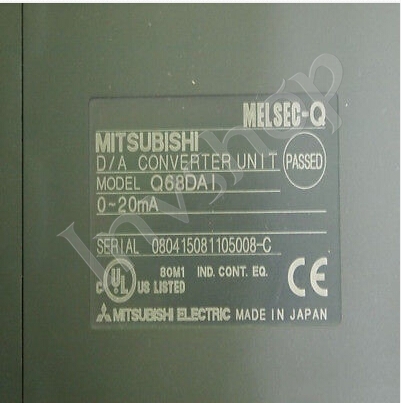 MELSEC-Q
MITSUBISHI
D/A CONVERTER UNIT PASSED
MODEL Q68DAI
0~20mA
SERIAL 080415081105008-C
80M1 IND. CONT. EQ.
C UL US LISTED CE
MITSUBISHI ELECTRIC MADE IN JAPAN